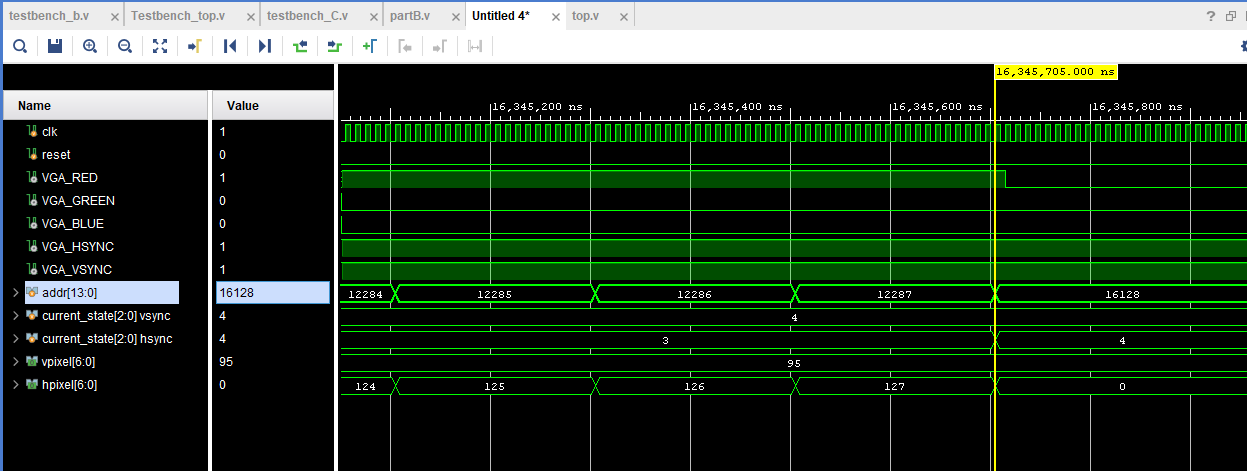 testbench_b.v × Testbench_top.v × testbench_C.v × partB.v × Untitled 4* × top.v × ?
16,345,705.000 ns
Name Value
16,345,200 ns 16,345,400 ns 16,345,600 ns 16,345,800 ns
clk 1
reset 0
VGA_RED 1
VGA_GREEN 0
VGA_BLUE 0
VGA_HSYNC 1
VGA_VSYNC 1
addr[13:0] 16128 12284 12285 12286 12287 16128
current_state[2:0] vsync 4 4
current_state[2:0] hsync 4 3 4
vpixel[6:0] 95 95
hpixel[6:0] 0 124 125 126 127 0